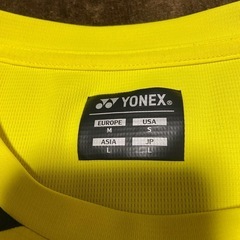 YONEX®
EUROPE USA
M S
ASIA JP
L L